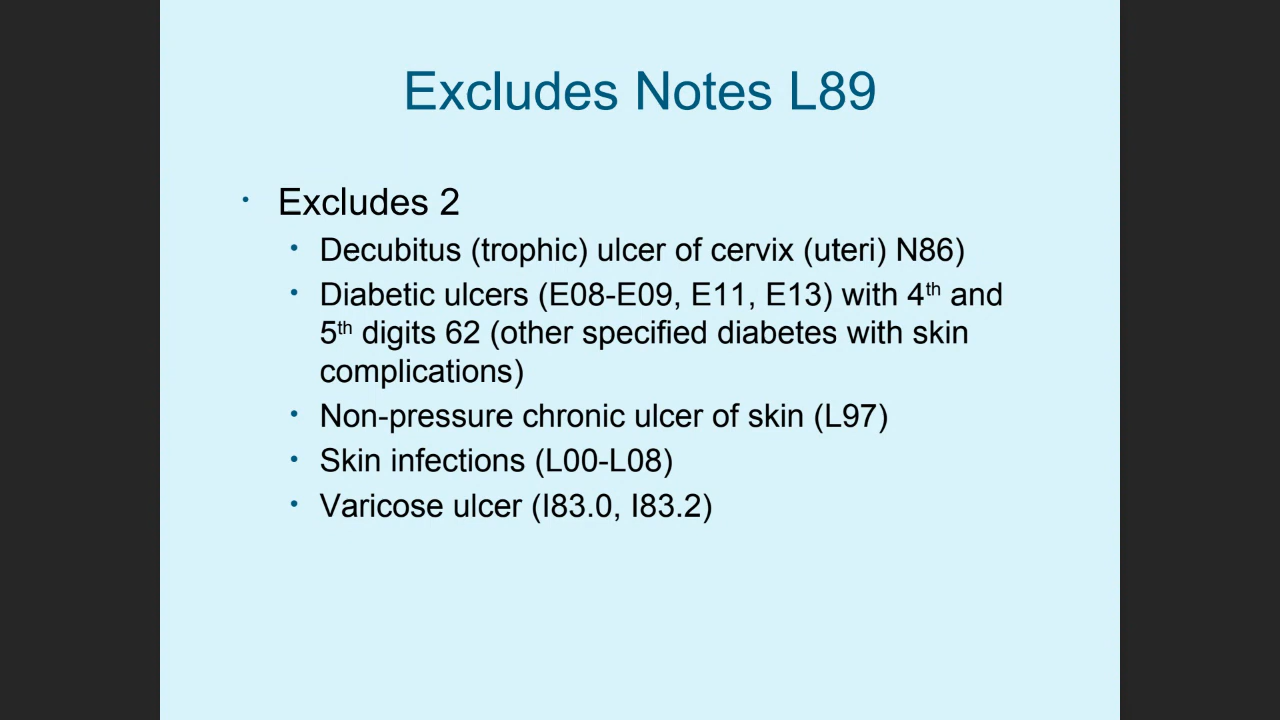 Excludes Notes L89
• Excludes 2
• Decubitus (trophic) ulcer of cervix (uteri) N86)
• Diabetic ulcers (E08-E09, E11, E13) with 4th and
5th digits 62 (other specified diabetes with skin
complications)
• Non-pressure chronic ulcer of skin (L97)
• Skin infections (L00-L08)
• Varicose ulcer (I83.0, I83.2)